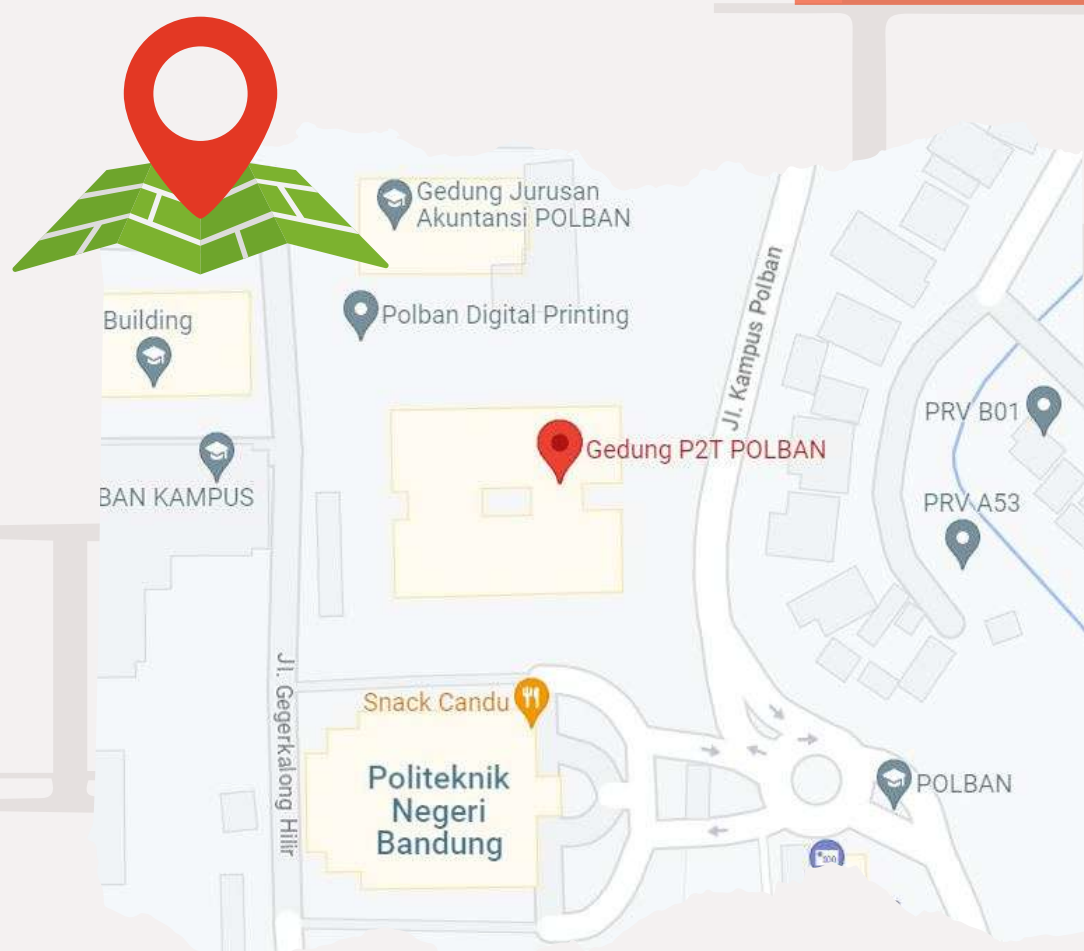 Gedung Jurusan
Akuntansi POLBAN
Building
Polban Digital Printing
Jl. Kampus Polban
PRV B01
Gedung P2T POLBAN
BAN KAMPUS
PRV A53
Jl. Gegerkalong Hilir
Snack Candu
Politeknik
Negeri
Bandung
POLBAN